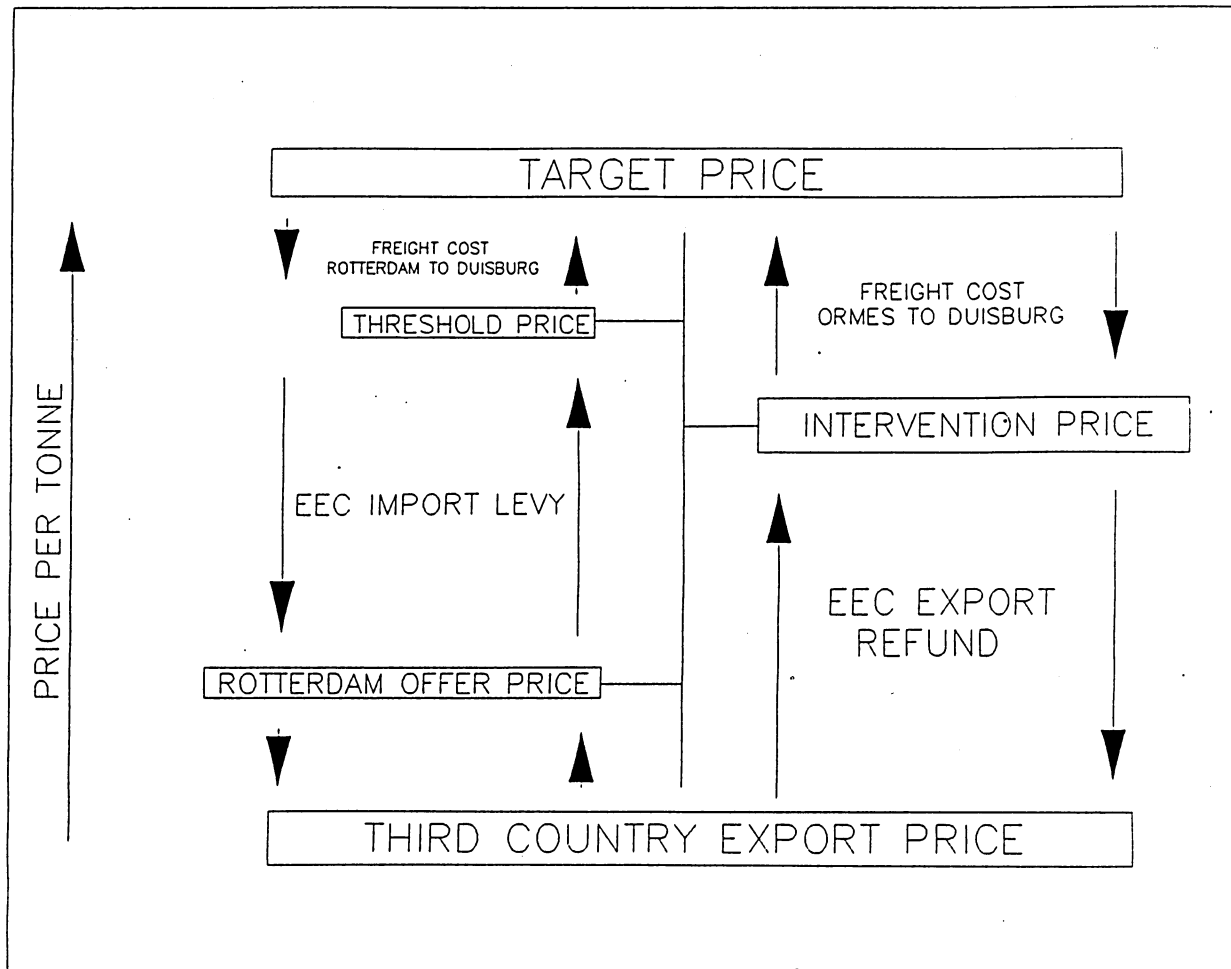 TARGET PRICE
FREIGHT COST
ROTTERDAM TO DUISBURG
THRESHOLD PRICE
FREIGHT COST
ORMES TO DUISBURG
INTERVENTION PRICE
PRICE PER TONNE
EEC IMPORT LEVY
EEC EXPORT
REFUND
ROTTERDAM OFFER PRICE
THIRD COUNTRY EXPORT PRICE